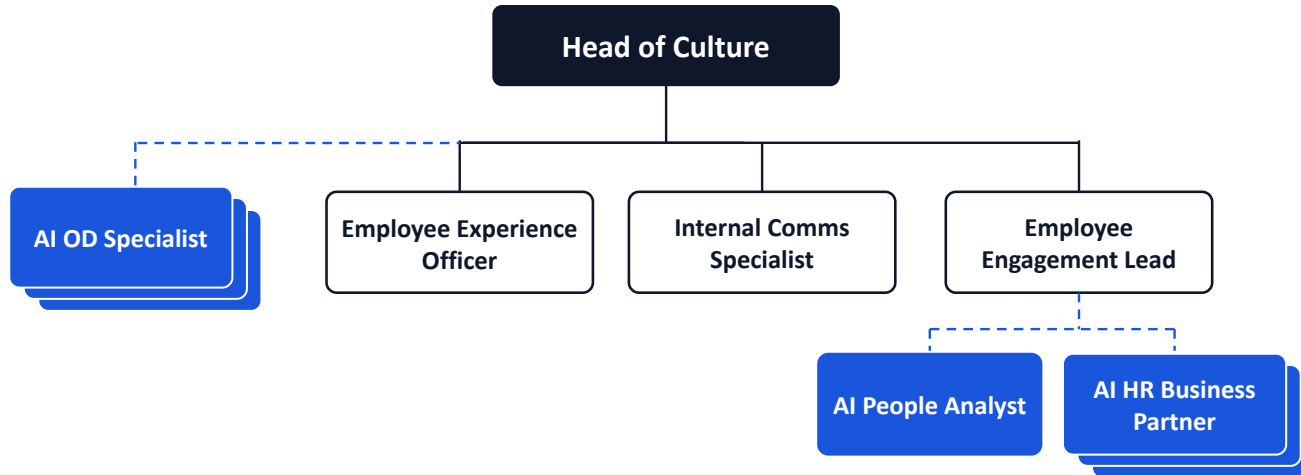 Head of Culture
AI OD Specialist
Employee Experience
Officer
Internal Comms
Specialist
Employee
Engagement Lead
AI People Analyst
AI HR Business
Partner